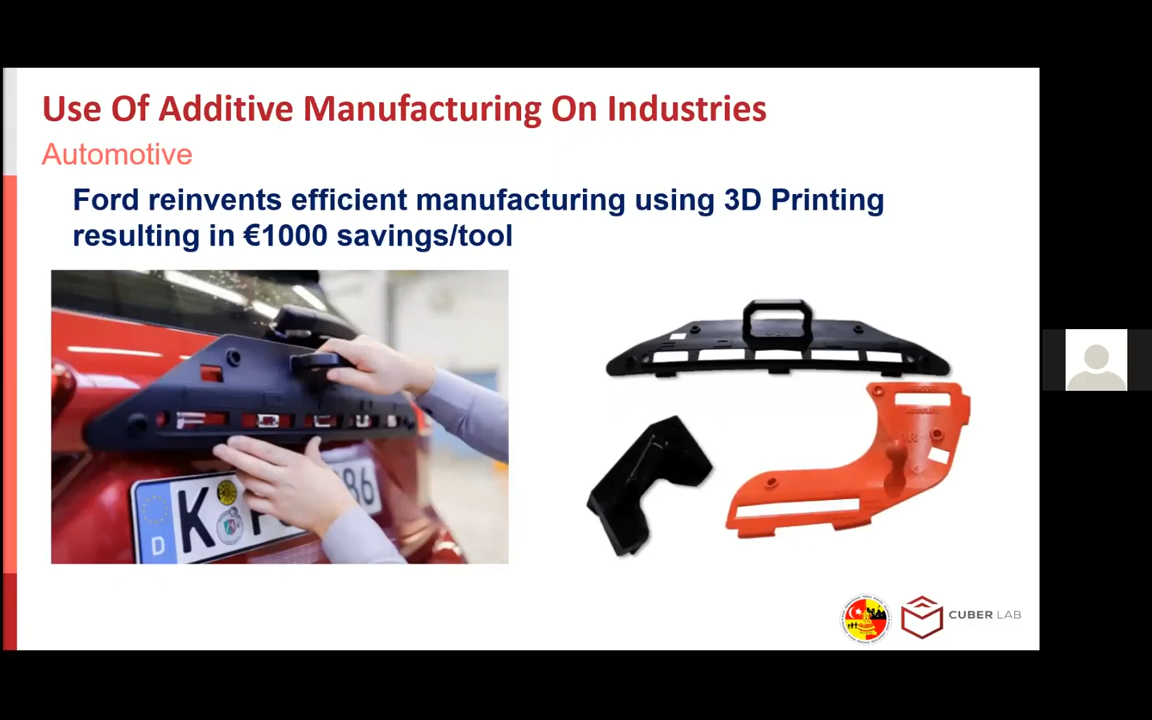 Use Of Additive Manufacturing On Industries
Automotive
Ford reinvents efficient manufacturing using 3D Printing
resulting in €1000 savings/tool
D
K
86
CUBER LAB